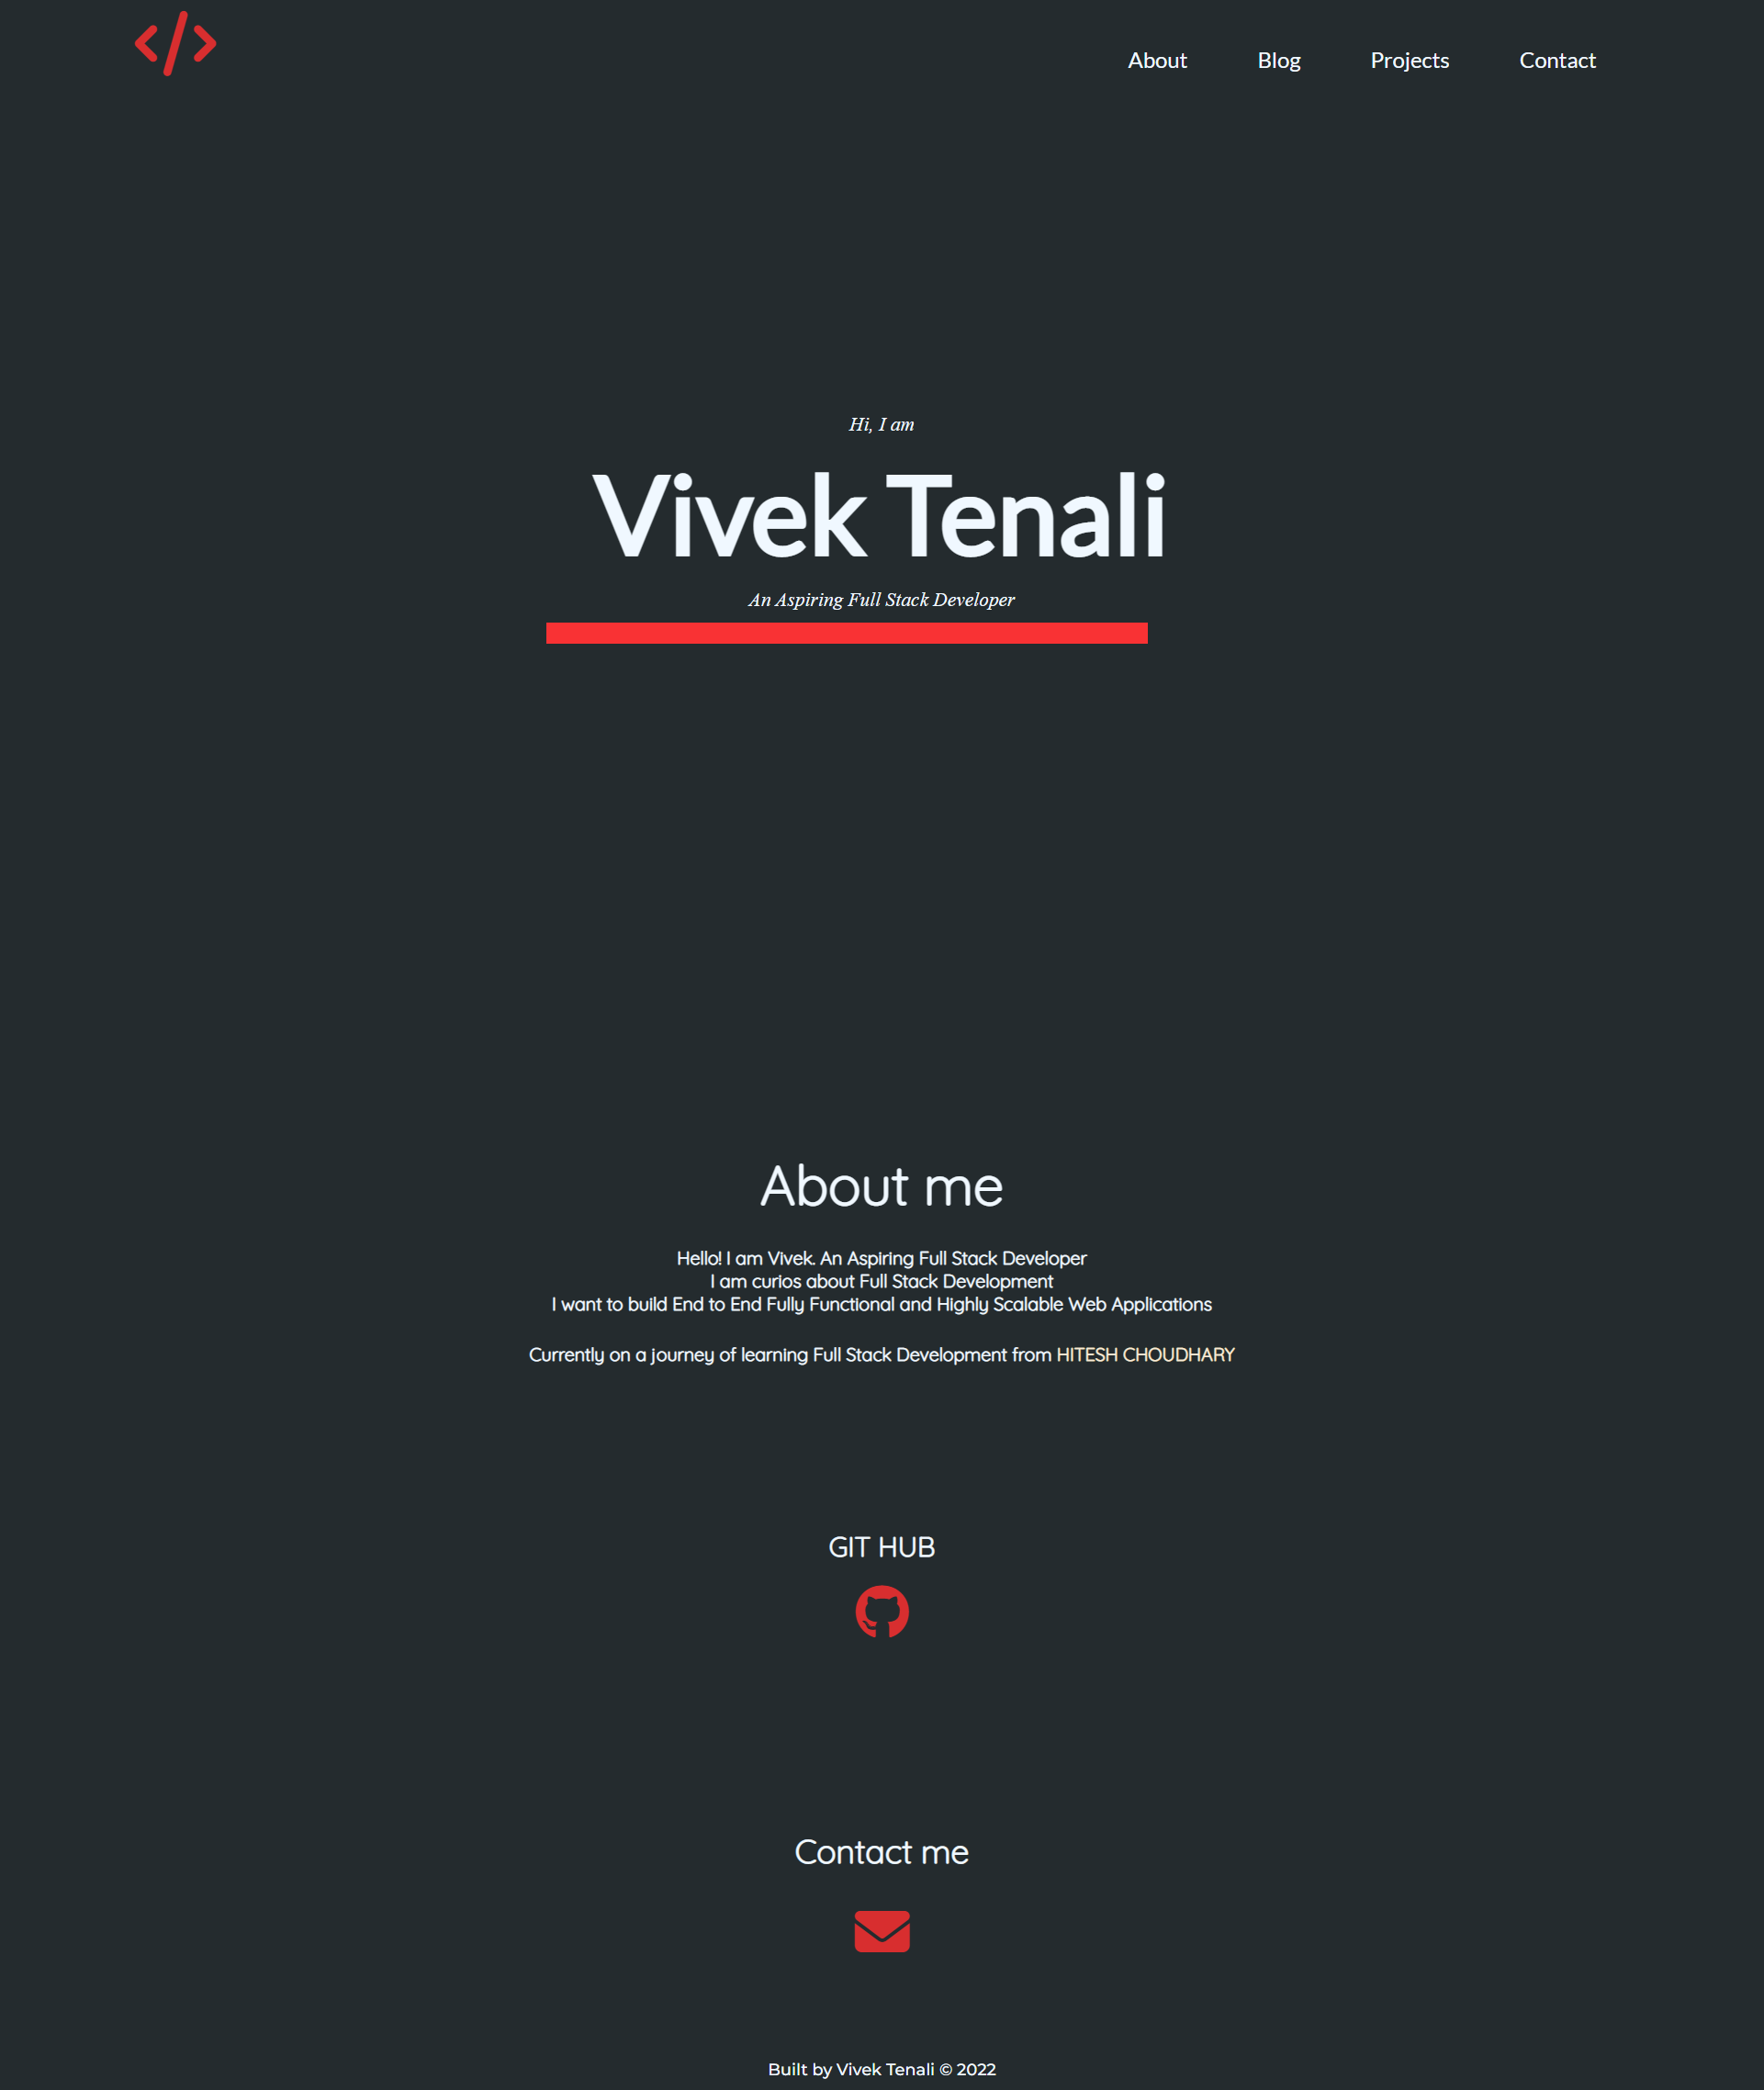 About Blog Projects Contact
Hi, I am
Vivek Tenali
An Aspiring Full Stack Developer
About me
Hello! I am Vivek. An Aspiring Full Stack Developer
I am curios about Full Stack Development
I want to build End to End Fully Functional and Highly Scalable Web Applications
Currently on a journey of learning Full Stack Development from HITESH CHOUDHARY
GIT HUB
Contact me
Built by Vivek Tenali © 2022